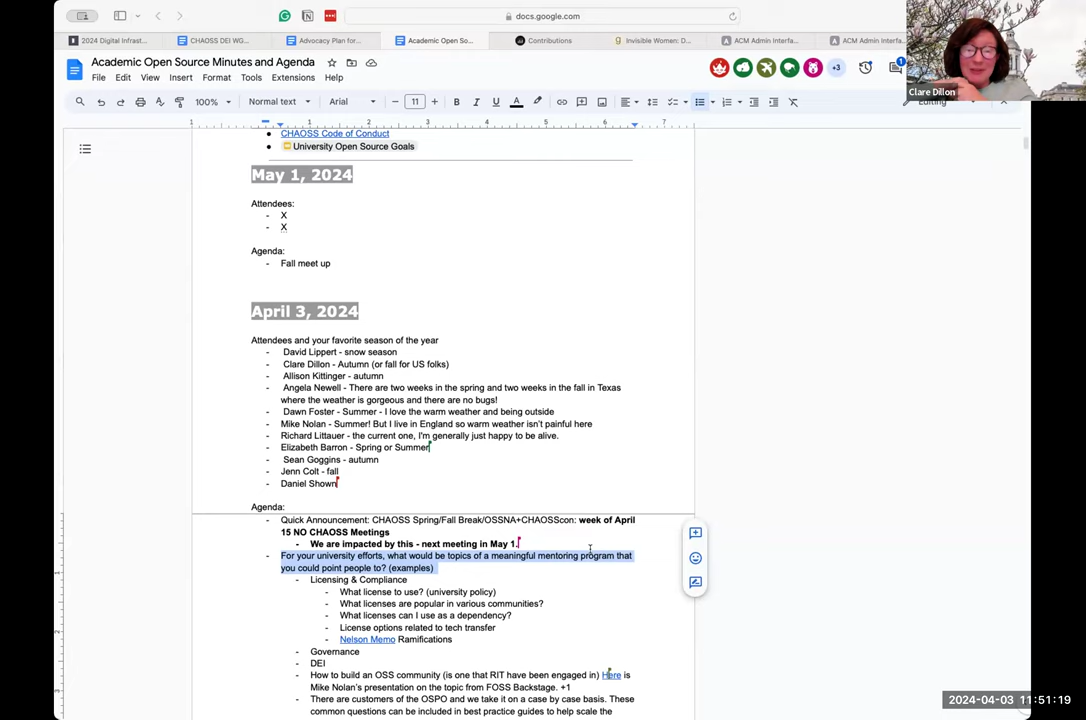 docs.google.com
2024 Digital Infrast...
CHAOSS DEI WG...
Advocacy Plan for...
Academic Open So...
Contributions
Invisible Women: D...
ACM Admin Interfa...
ACM Admin Interfa...
Academic Open Source Minutes and Agenda
File Edit View Insert Format Tools Extensions Help
+3
1
Clare Dillon
100% Normal text Arial 11 Editing
1 1 2 3 4 5 6 7
CHAOSS Code of Conduct
University Open Source Goals
May 1, 2024
Attendees:
- X
- X
Agenda:
- Fall meet up
April 3, 2024
Attendees and your favorite season of the year
- David Lippert - snow season
- Clare Dillon - Autumn (or fall for US folks)
- Allison Kittinger - autumn
- Angela Newell - There are two weeks in the spring and two weeks in the fall in Texas
where the weather is gorgeous and there are no bugs!
- Dawn Foster - Summer - I love the warm weather and being outside
- Mike Nolan - Summer! But I live in England so warm weather isn't painful here
- Richard Littauer - the current one, I'm generally just happy to be alive.
- Elizabeth Barron - Spring or Summer
- Sean Goggins - autumn
- Jenn Colt - fall
- Daniel Shown
Agenda:
- Quick Announcement: CHAOSS Spring/Fall Break/OSSNA+CHAOSScon: week of April
15 NO CHAOSS Meetings
- We are impacted by this - next meeting in May 1.
- For your university efforts, what would be topics of a meaningful mentoring program that
you could point people to? (examples)
- Licensing & Compliance
- What license to use? (university policy)
- What licenses are popular in various communities?
- What licenses can I use as a dependency?
- License options related to tech transfer
- Nelson Memo Ramifications
- Governance
- DEI
- How to build an OSS community (is one that RIT have been engaged in) Here is
Mike Nolan's presentation on the topic from FOSS Backstage. +1
- There are customers of the OSPO and we take it on a case by case basis. These
common questions can be included in best practice guides to help scale the
2024-04-03 11:51:19